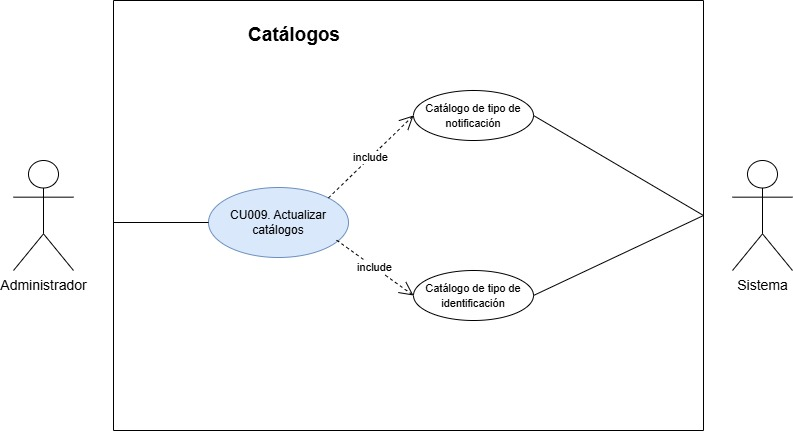 Catálogos
Catálogo de tipo de
notificación
include
CU009. Actualizar
catálogos
include
Catálogo de tipo de
identificación
Administrador
Sistema